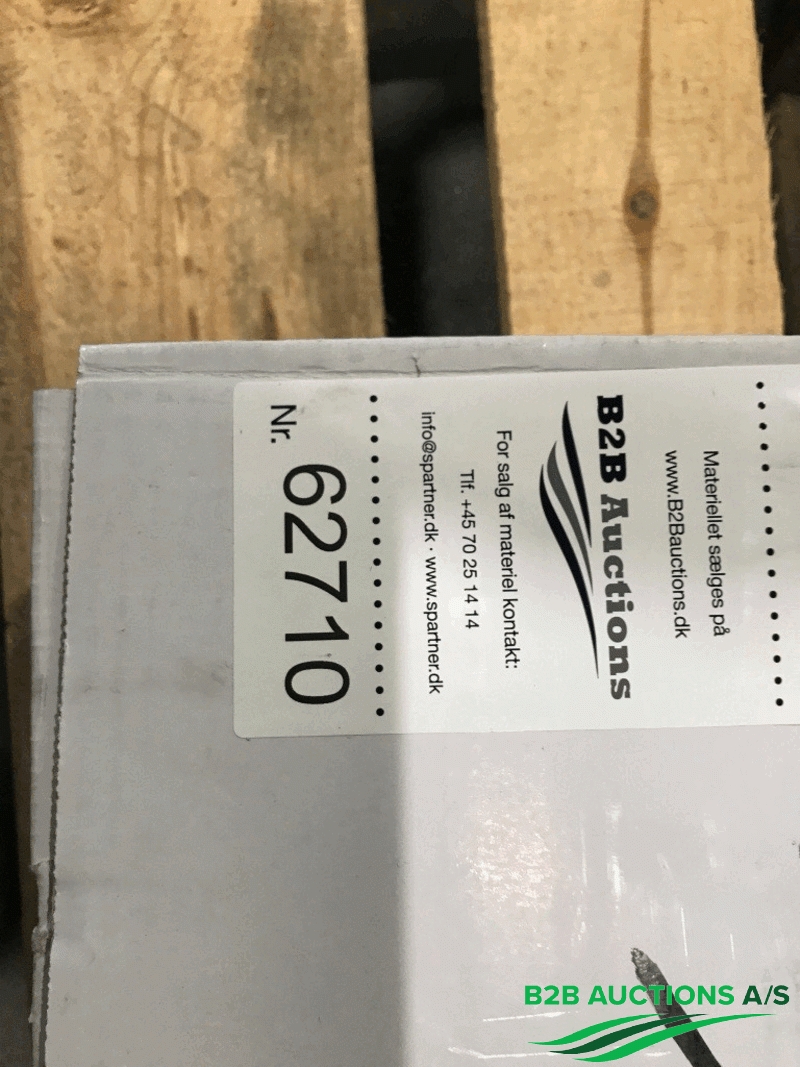 Materiellet sælges på
www.B2Bauctions.dk
B2B Auctions
For salg af materiel kontakt:
Tlf. +45 70 25 14 14
info@spartner.dk · www.spartner.dk
Nr. 62710
B2B AUCTIONS A/S